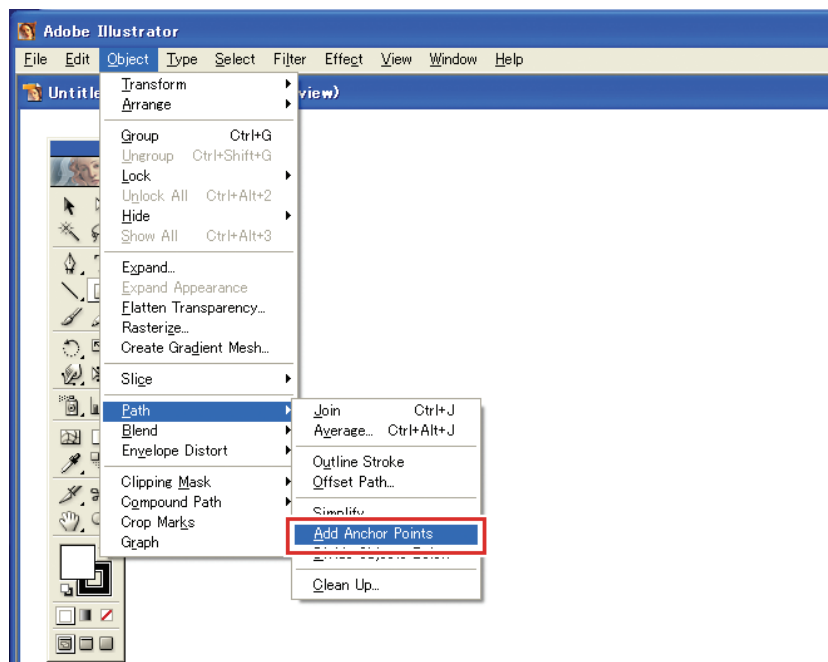 Adobe Illustrator
File Edit Object Type Select Filter Effect View Window Help
Untitle view)
Transform
Arrange
Group Ctrl+G
Ungroup Ctrl+Shift+G
Lock
Unlock All Ctrl+Alt+2
Hide
Show All Ctrl+Alt+3
Expand...
Expand Appearance
Flatten Transparency...
Rasterize...
Create Gradient Mesh...
Slice
Path
Blend
Envelope Distort
Clipping Mask
Compound Path
Crop Marks
Graph
Join Ctrl+J
Average... Ctrl+Alt+J
Outline Stroke
Offset Path...
Simplify
Add Anchor Points
Clean Up...